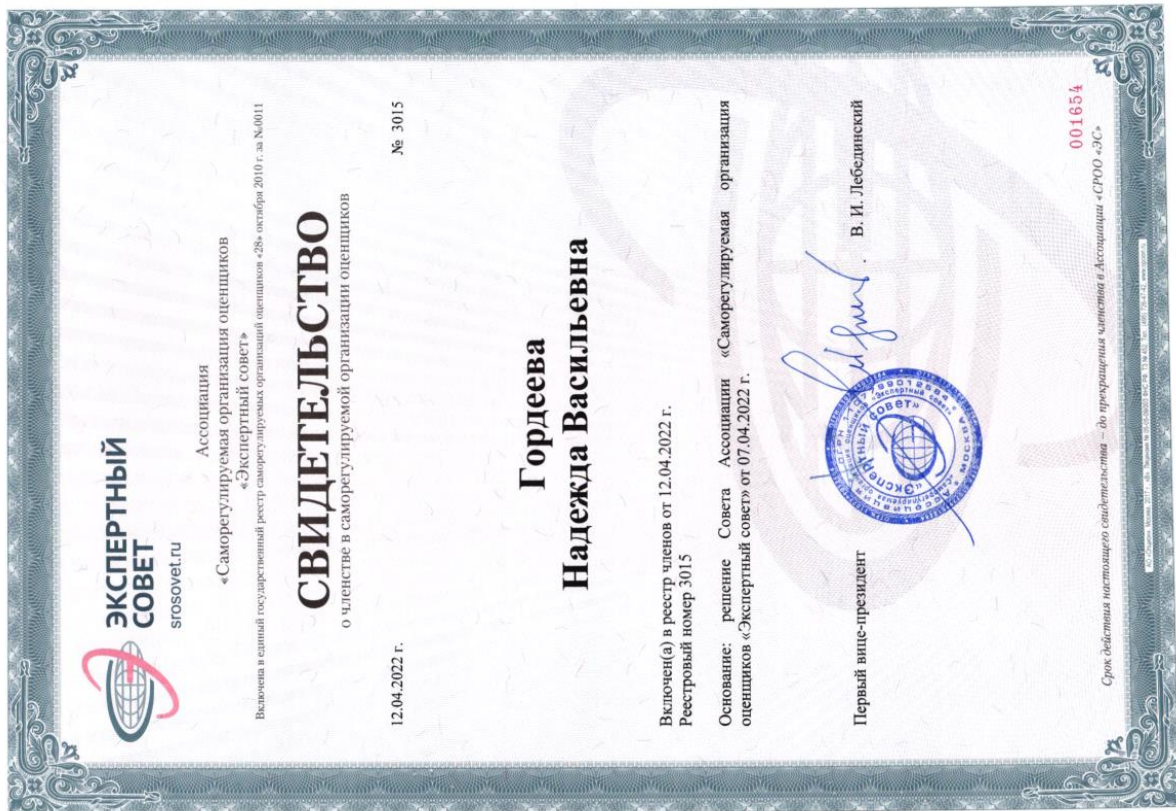 ЭКСПЕРТНЫЙ
СОВЕТ
srosovet.ru
Ассоциация
«Саморегулируемая организация оценщиков
«Экспертный совет»
Включена в единый государственный реестр саморегулируемых организаций оценщиков «28» октября 2010 г. за №0011
СВИДЕТЕЛЬСТВО
о членстве в саморегулируемой организации оценщиков
12.04.2022 г. № 3015
Гордеева
Надежда Васильевна
Включен(а) в реестр членов от 12.04.2022 г.
Реестровый номер 3015
Основание: решение Совета Ассоциации «Саморегулируемая организация
оценщиков «Экспертный совет» от 07.04.2022 г.
Первый вице-президент В. И. Лебединский
«Экспертный совет»
МОСКВА
001654
Срок действия настоящего свидетельства – до прекращения членства в Ассоциации «СРОО «ЭС»